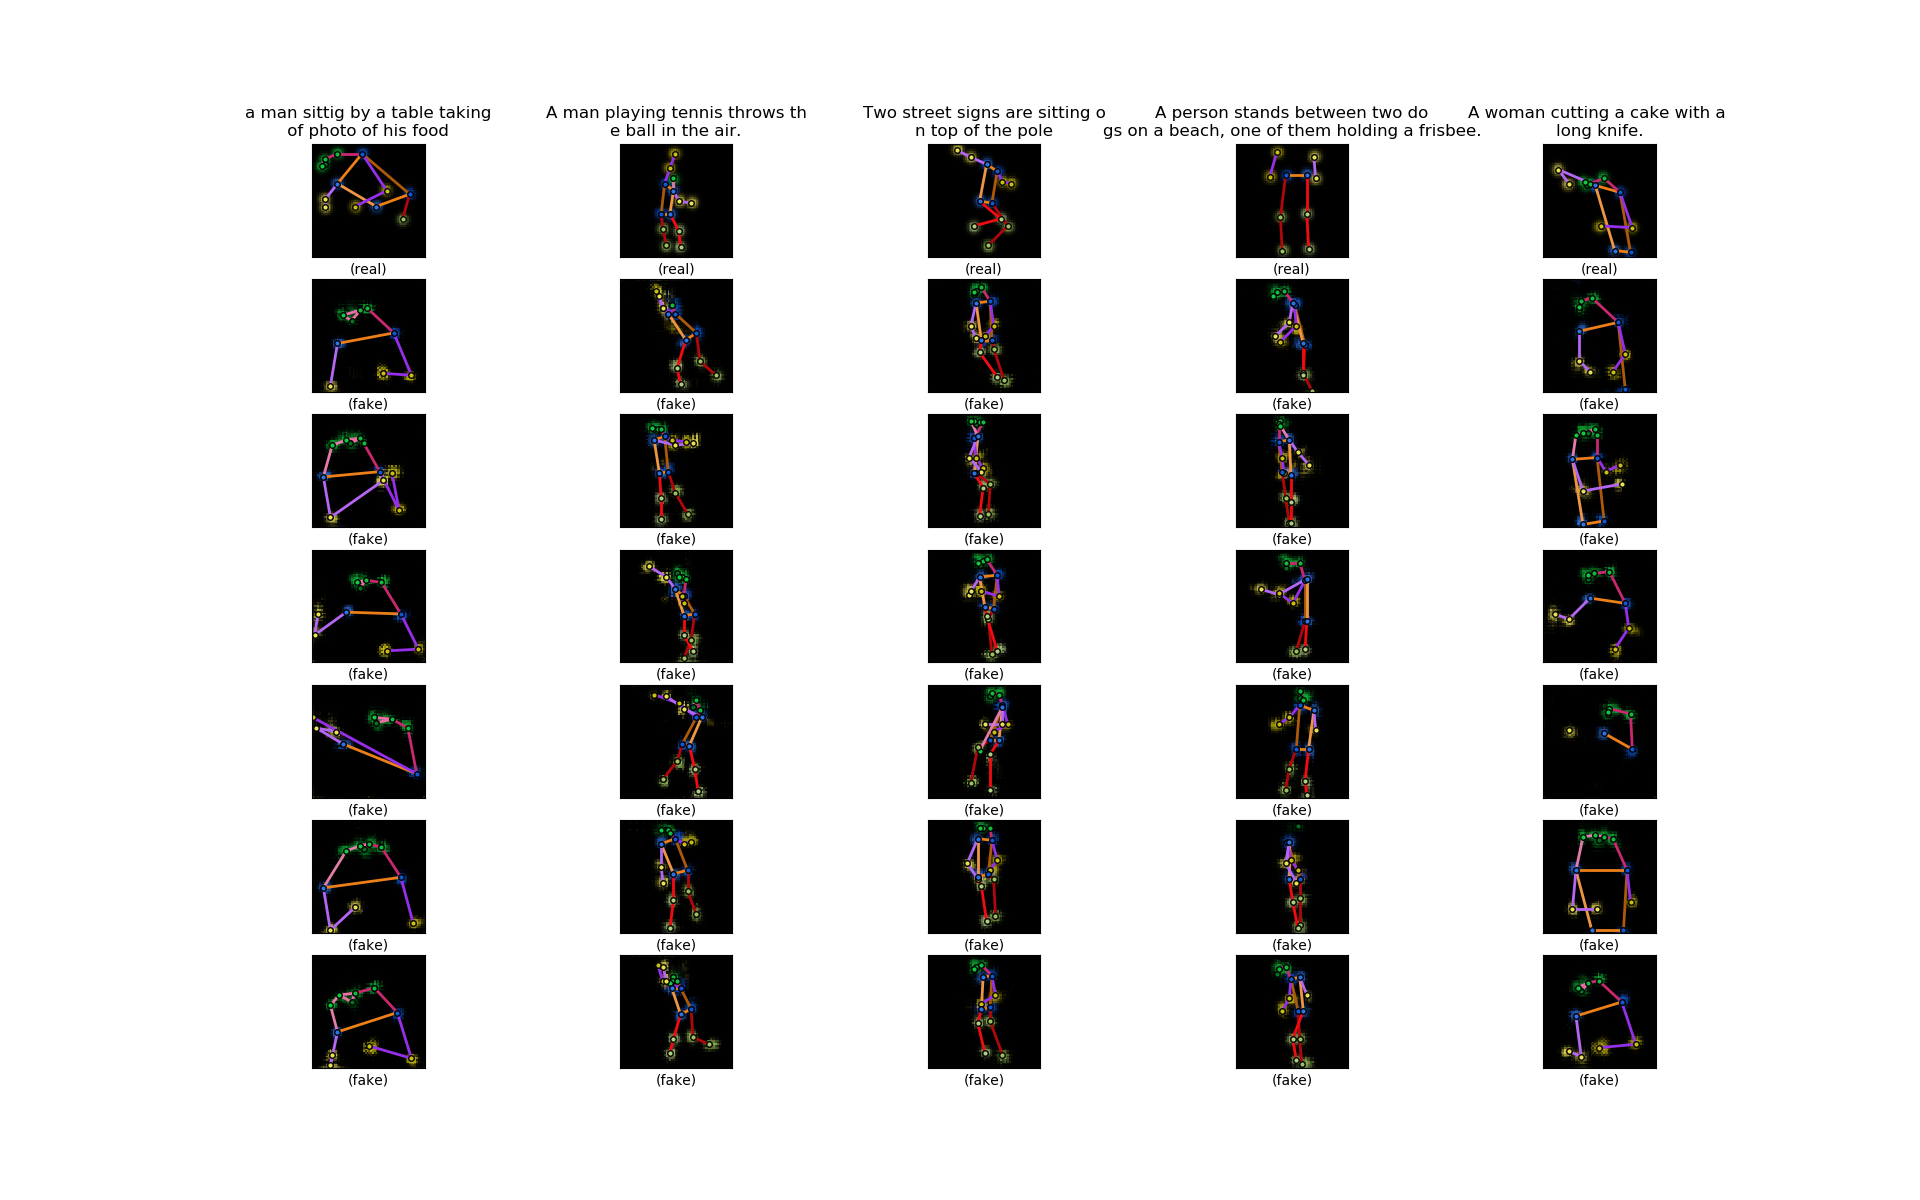 a man sittig by a table taking
of photo of his food
A man playing tennis throws th
e ball in the air.
Two street signs are sitting o
n top of the pole
A person stands between two do
gs on a beach, one of them holding a frisbee.
A woman cutting a cake with a
long knife.
(real) (real) (real) (real) (real)
(fake) (fake) (fake) (fake) (fake)
(fake) (fake) (fake) (fake) (fake)
(fake) (fake) (fake) (fake) (fake)
(fake) (fake) (fake) (fake) (fake)
(fake) (fake) (fake) (fake) (fake)
(fake) (fake) (fake) (fake) (fake)